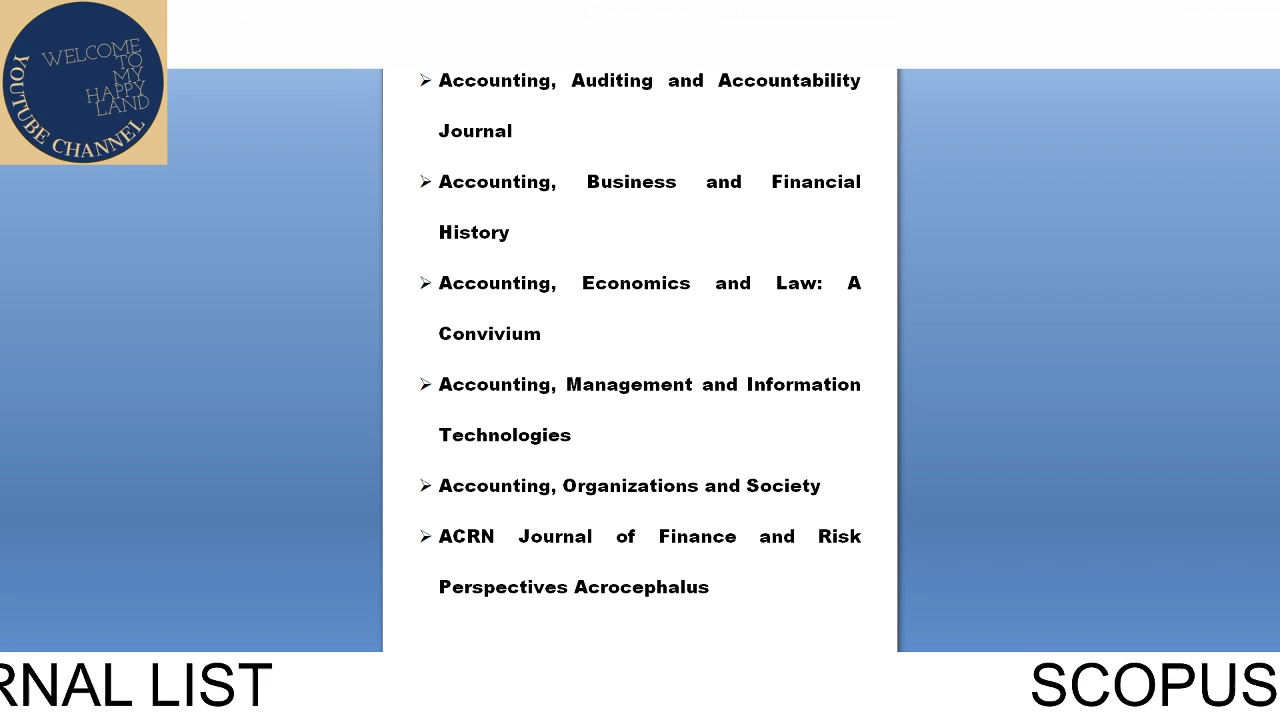 WELCOME
TO
MY
HAPPY
LAND
YOUTUBE CHANNEL
➢ Accounting, Auditing and Accountability
Journal
➢ Accounting, Business and Financial
History
➢ Accounting, Economics and Law: A
Convivium
➢ Accounting, Management and Information
Technologies
➢ Accounting, Organizations and Society
➢ ACRN Journal of Finance and Risk
Perspectives Acrocephalus
RNAL LIST
SCOPUS